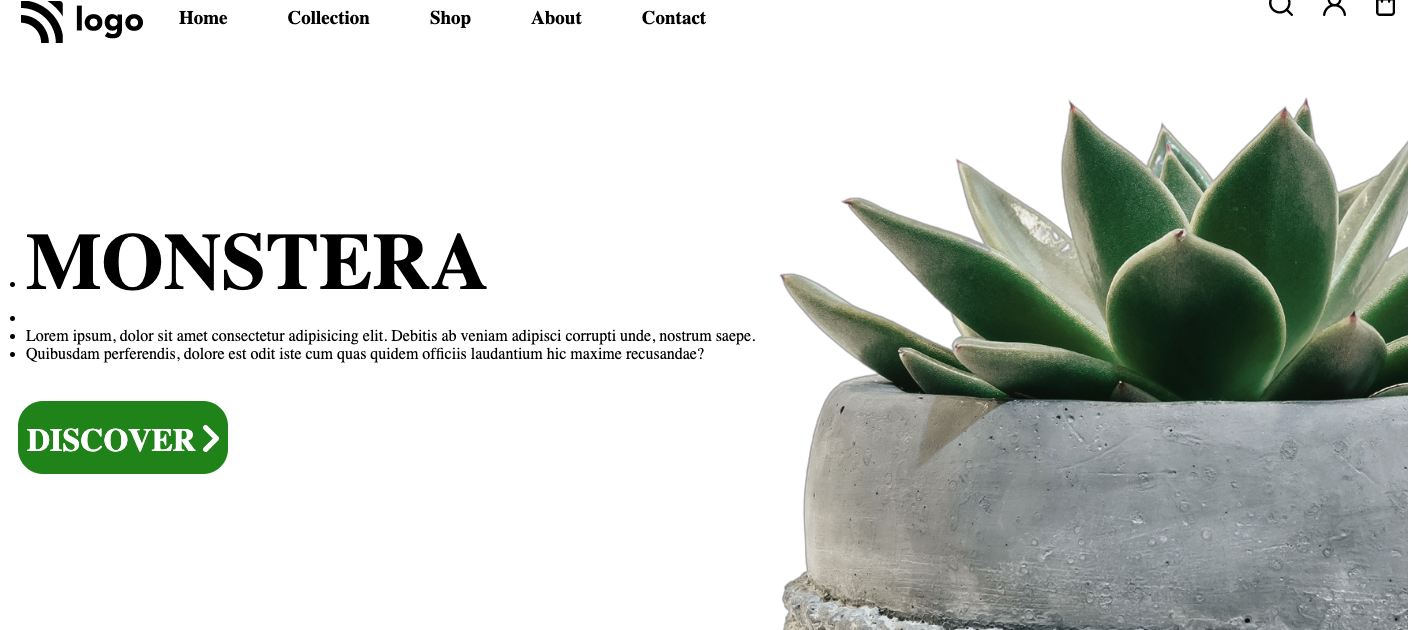 logo
Home Collection Shop About Contact
MONSTERA
Lorem ipsum, dolor sit amet consectetur adipisicing elit. Debitis ab veniam adipisci corrupti unde, nostrum saepe.
Quibusdam perferendis, dolore est odit iste cum quas quidem officiis laudantium hic maxime recusandae?
DISCOVER